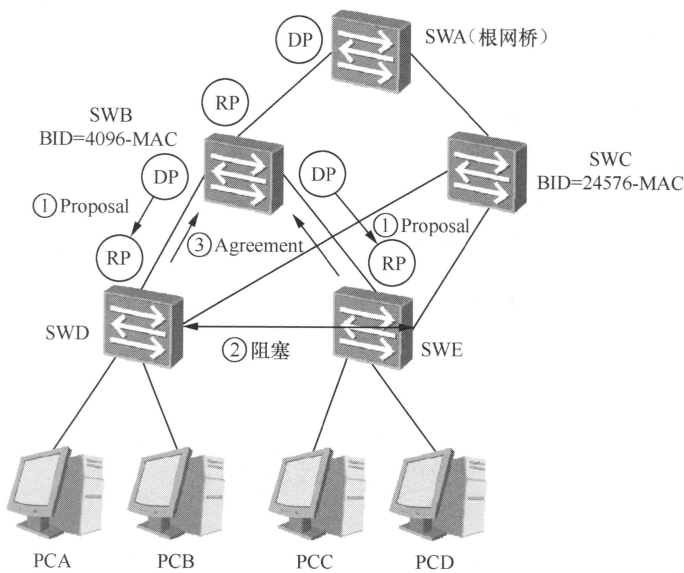 DP
SWA(根网桥)
RP
SWB
BID=4096-MAC
SWC
BID=24576-MAC
DP
DP
①Proposal
①Proposal
③Agreement
RP
RP
SWD
②阻塞
SWE
PCA
PCB
PCC
PCD